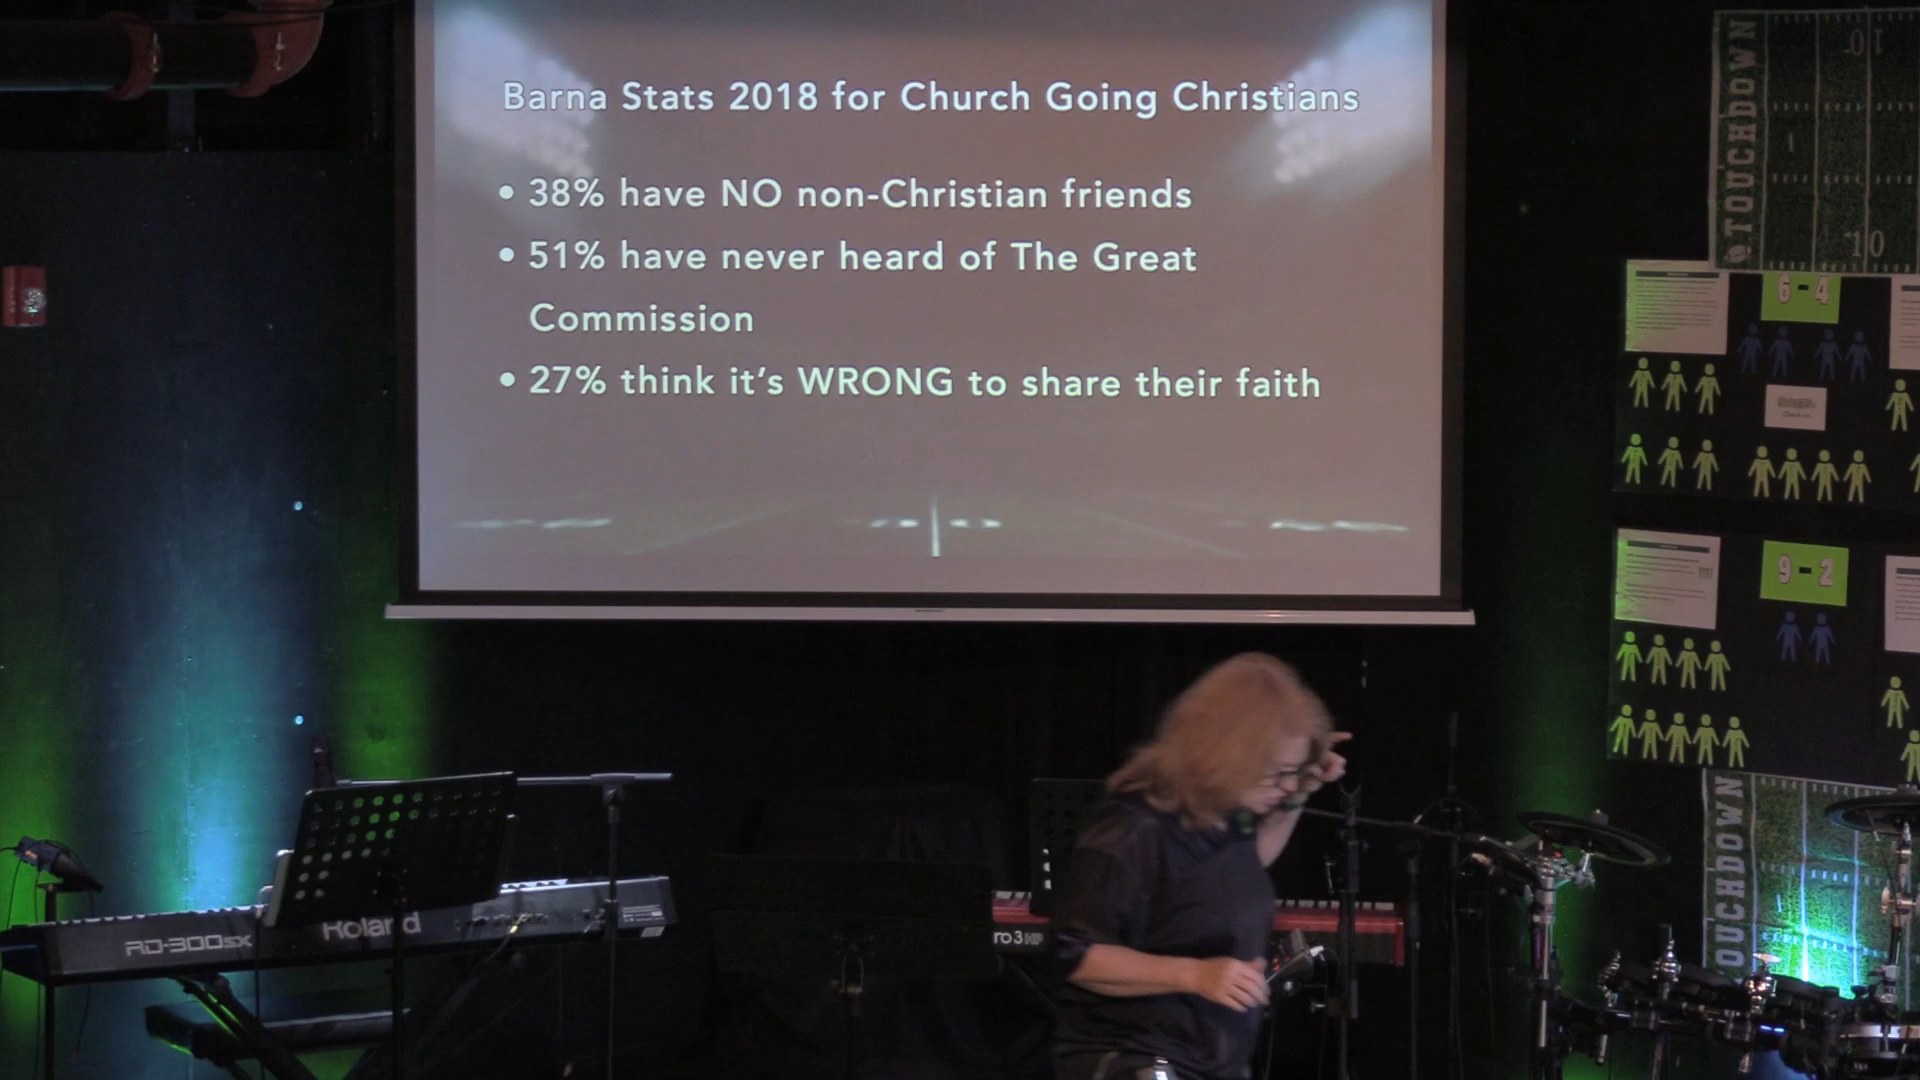 Barna Stats 2018 for Church Going Christians
• 38% have NO non-Christian friends
• 51% have never heard of The Great
Commission
• 27% think it's WRONG to share their faith
TOUCHDOWN
10
10
6-4
Check-in
9-2
TOUCHDOWN
RD-300SX
Roland